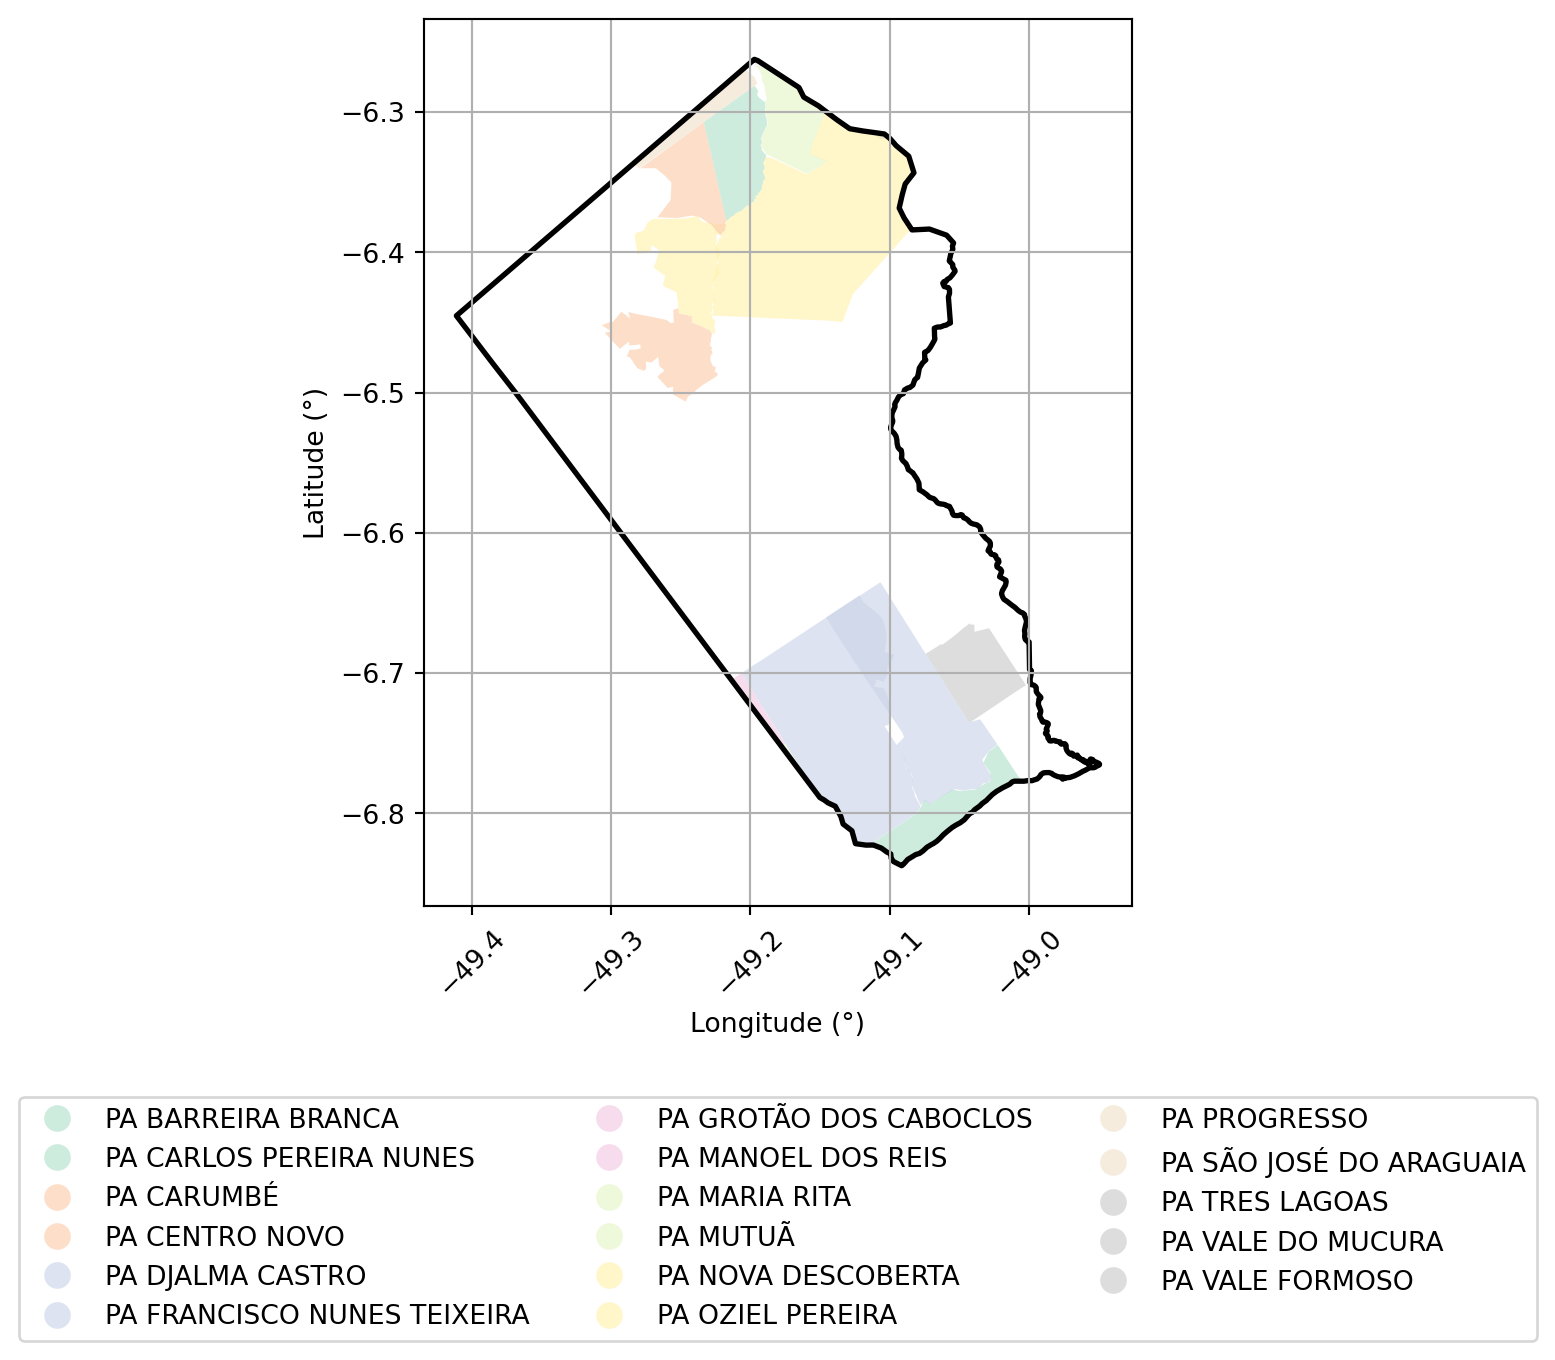 −6.3
−6.4
−6.5
−6.6
−6.7
−6.8
Latitude (°)
−49.4
−49.3
−49.2
−49.1
−49.0
Longitude (°)
PA BARREIRA BRANCA
PA CARLOS PEREIRA NUNES
PA CARUMBÉ
PA CENTRO NOVO
PA DJALMA CASTRO
PA FRANCISCO NUNES TEIXEIRA
PA GROTÃO DOS CABOCLOS
PA MANOEL DOS REIS
PA MARIA RITA
PA MUTUÃ
PA NOVA DESCOBERTA
PA OZIEL PEREIRA
PA PROGRESSO
PA SÃO JOSÉ DO ARAGUAIA
PA TRES LAGOAS
PA VALE DO MUCURA
PA VALE FORMOSO